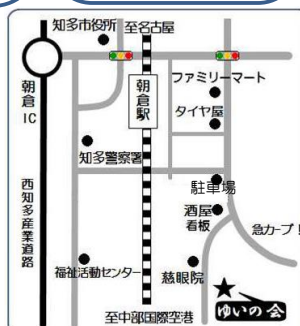 知多市役所
至名古屋
ファミリーマート
朝倉駅
タイヤ屋
朝倉IC
知多警察署
駐車場
西知多産業道路
酒屋
看板
急カーブ!
福祉活動センター
慈眼院
ゆいの会
至中部国際空港